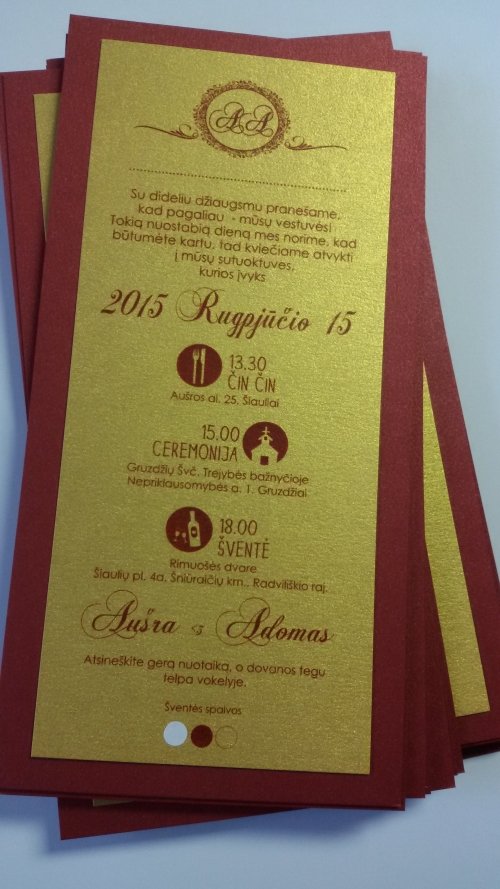 AA
Su dideliu džiaugsmu pranešame,
kad pagaliau - mūsų vestuvės!
Tokią nuostabią dieną mes norime, kad
būtumėte kartu, tad kviečiame atvykti
į mūsų sutuoktuves,
kurios įvyks
2015 Rugpjūčio 15
13.30
ČIN ČIN
Aušros al. 25, Šiauliai
15.00
CEREMONIJA
Gruzdžių Švč. Trejybės bažnyčioje
Nepriklausomybės a. 1, Gruzdžiai
18.00
ŠVENTĖ
Rimuošės dvare
Šiaulių pl. 4a, Šniūraičių km., Radviliškio raj.
Aušra & Adomas
Atsineškite gerą nuotaiką, o dovanos tegu
telpa vokelyje.
Šventės spalvos